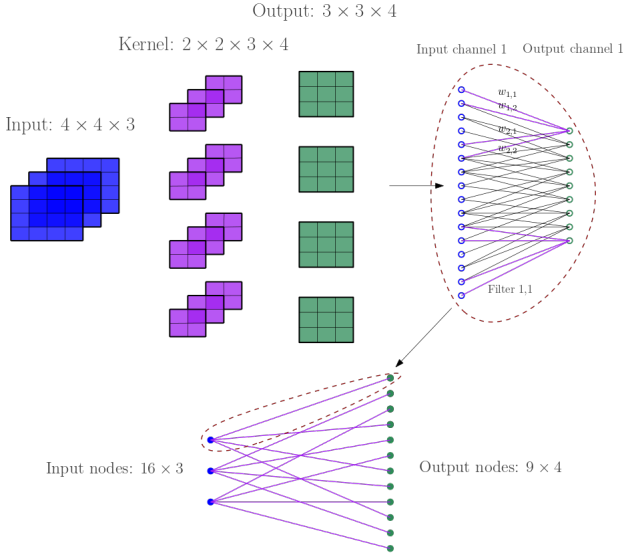 Output: 3 × 3 × 4
Kernel: 2 × 2 × 3 × 4
Input channel 1
Output channel 1
Input: 4 × 4 × 3
w1,1
w1,2
w2,1
w2,2
Filter 1,1
Input nodes: 16 × 3
Output nodes: 9 × 4